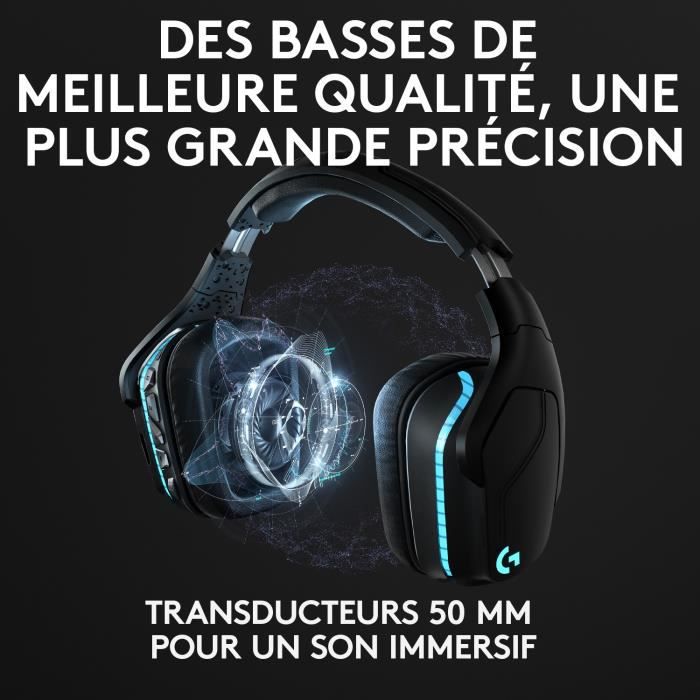 DES BASSES DE
MEILLEURE QUALITÉ, UNE
PLUS GRANDE PRÉCISION
G
TRANSDUCTEURS 50 MM
POUR UN SON IMMERSIF